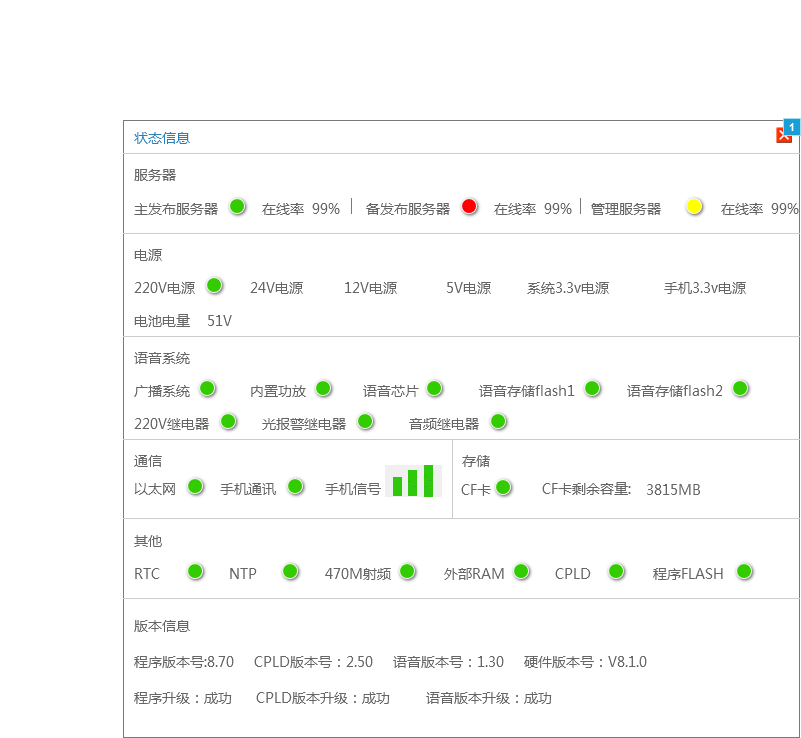 1
状态信息
服务器
主发布服务器 在线率 99% 备发布服务器 在线率 99% 管理服务器 在线率 99%
电源
220V电源 24V电源 12V电源 5V电源 系统3.3v电源 手机3.3v电源
电池电量 51V
语音系统
广播系统 内置功放 语音芯片 语音存储flash1 语音存储flash2
220V继电器 光报警继电器 音频继电器
通信 存储
以太网 手机通讯 手机信号 CF卡 CF卡剩余容量: 3815MB
其他
RTC NTP 470M射频 外部RAM CPLD 程序FLASH
版本信息
程序版本号:8.70 CPLD版本号：2.50 语音版本号：1.30 硬件版本号：V8.1.0
程序升级：成功 CPLD版本升级：成功 语音版本升级：成功